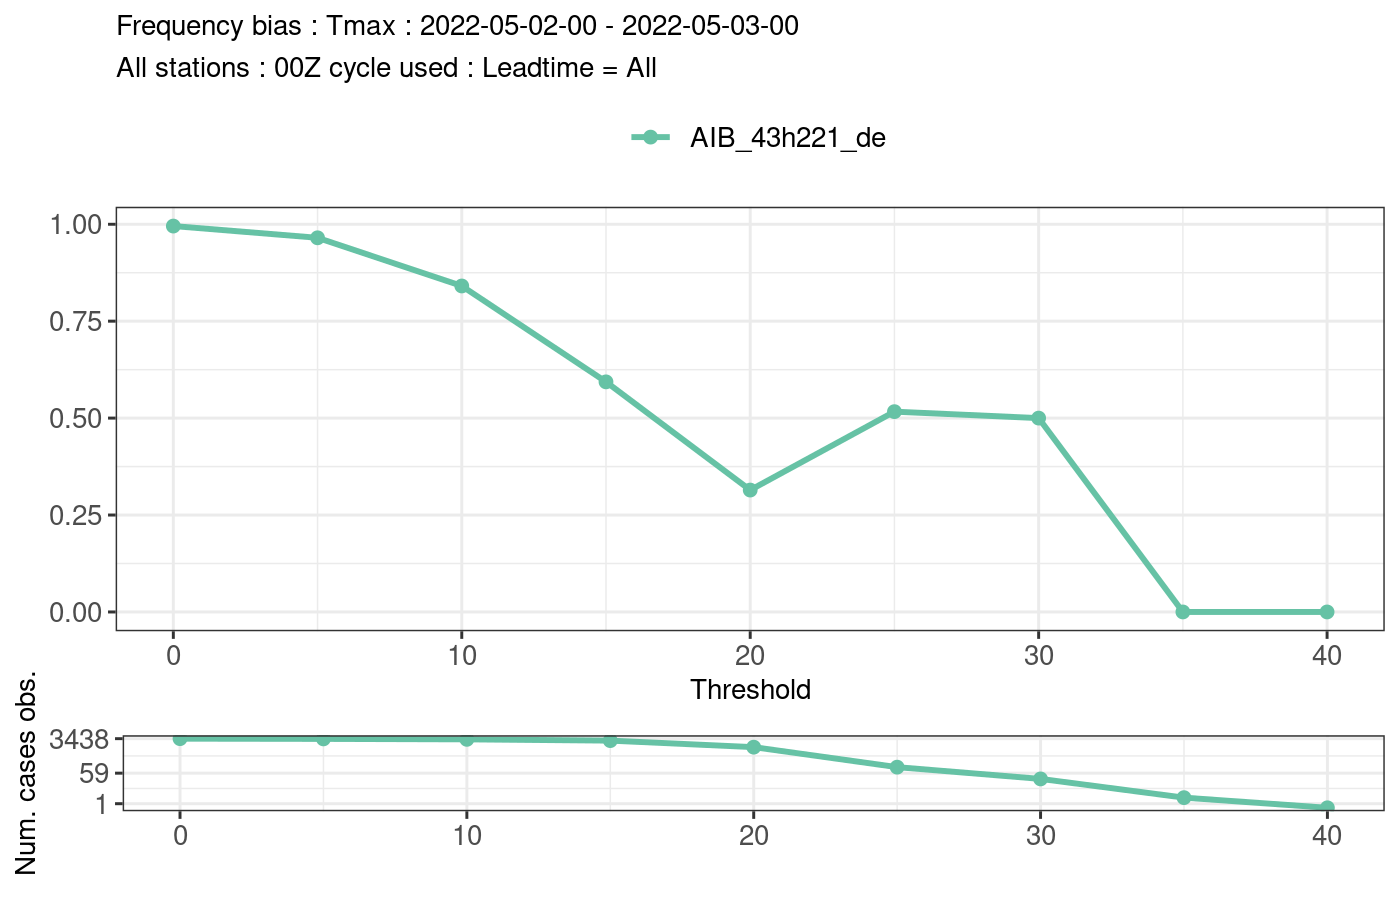 Frequency bias : Tmax : 2022-05-02-00 - 2022-05-03-00
All stations : 00Z cycle used : Leadtime = All
AIB_43h221_de
1.00
0.75
0.50
0.25
0.00
0 10 20 30 40
Threshold
Num. cases obs.
3438
59
1
0 10 20 30 40